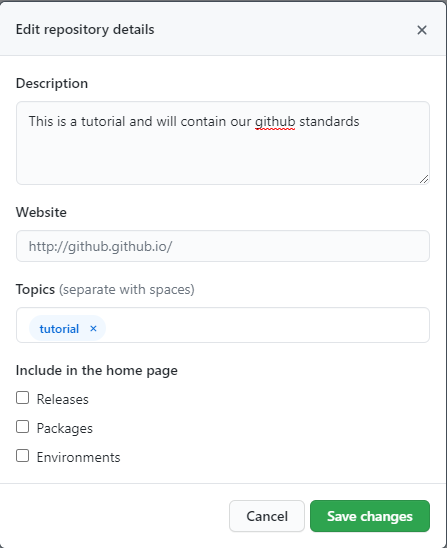 Edit repository details ×
Description
This is a tutorial and will contain our github standards
Website
http://github.github.io/
Topics (separate with spaces)
tutorial ×
Include in the home page
Releases
Packages
Environments
Cancel Save changes